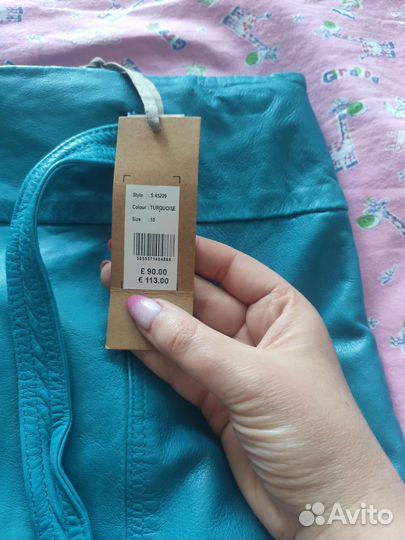 Style : S 45209
Colour : TURQUOISE
Size : 10
£ 90.00
€ 113.00
Avito